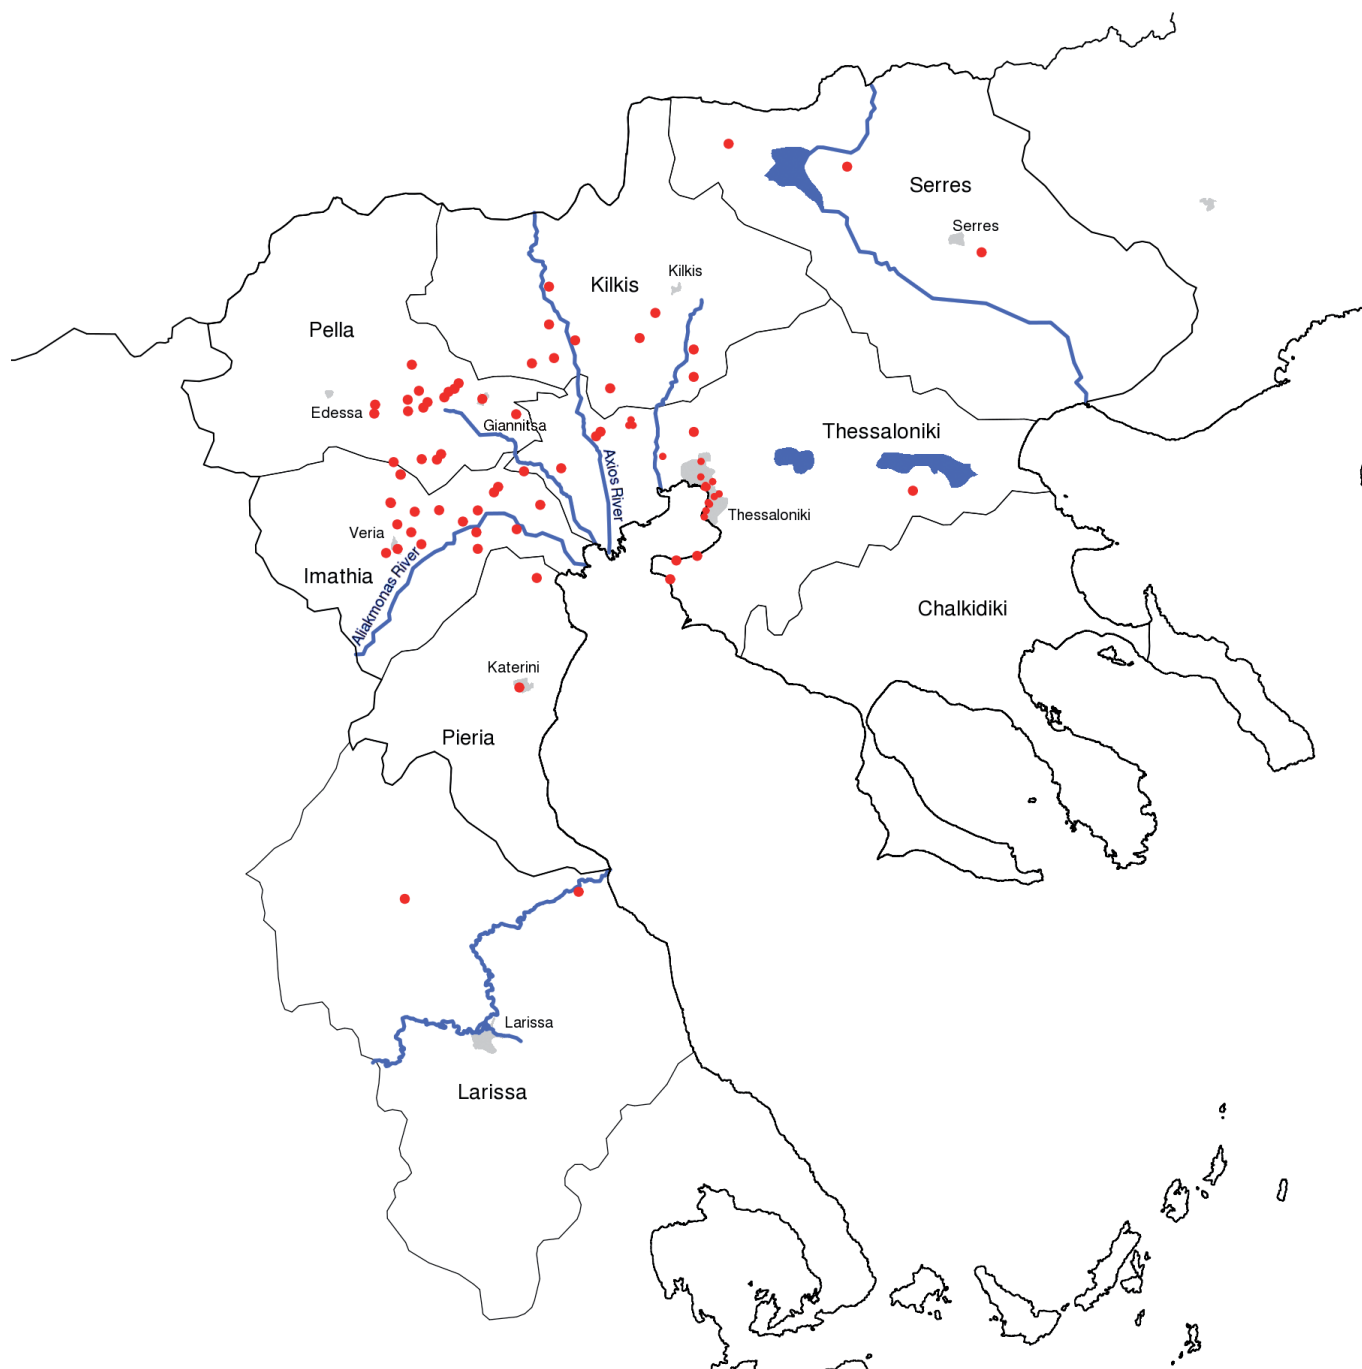 Serres
Serres
Kilkis
Kilkis
Pella
Edessa
Giannitsa
Thessaloniki
Axios River
Thessaloniki
Veria
Imathia
Aliakmonas River
Chalkidiki
Katerini
Pieria
Larissa
Larissa